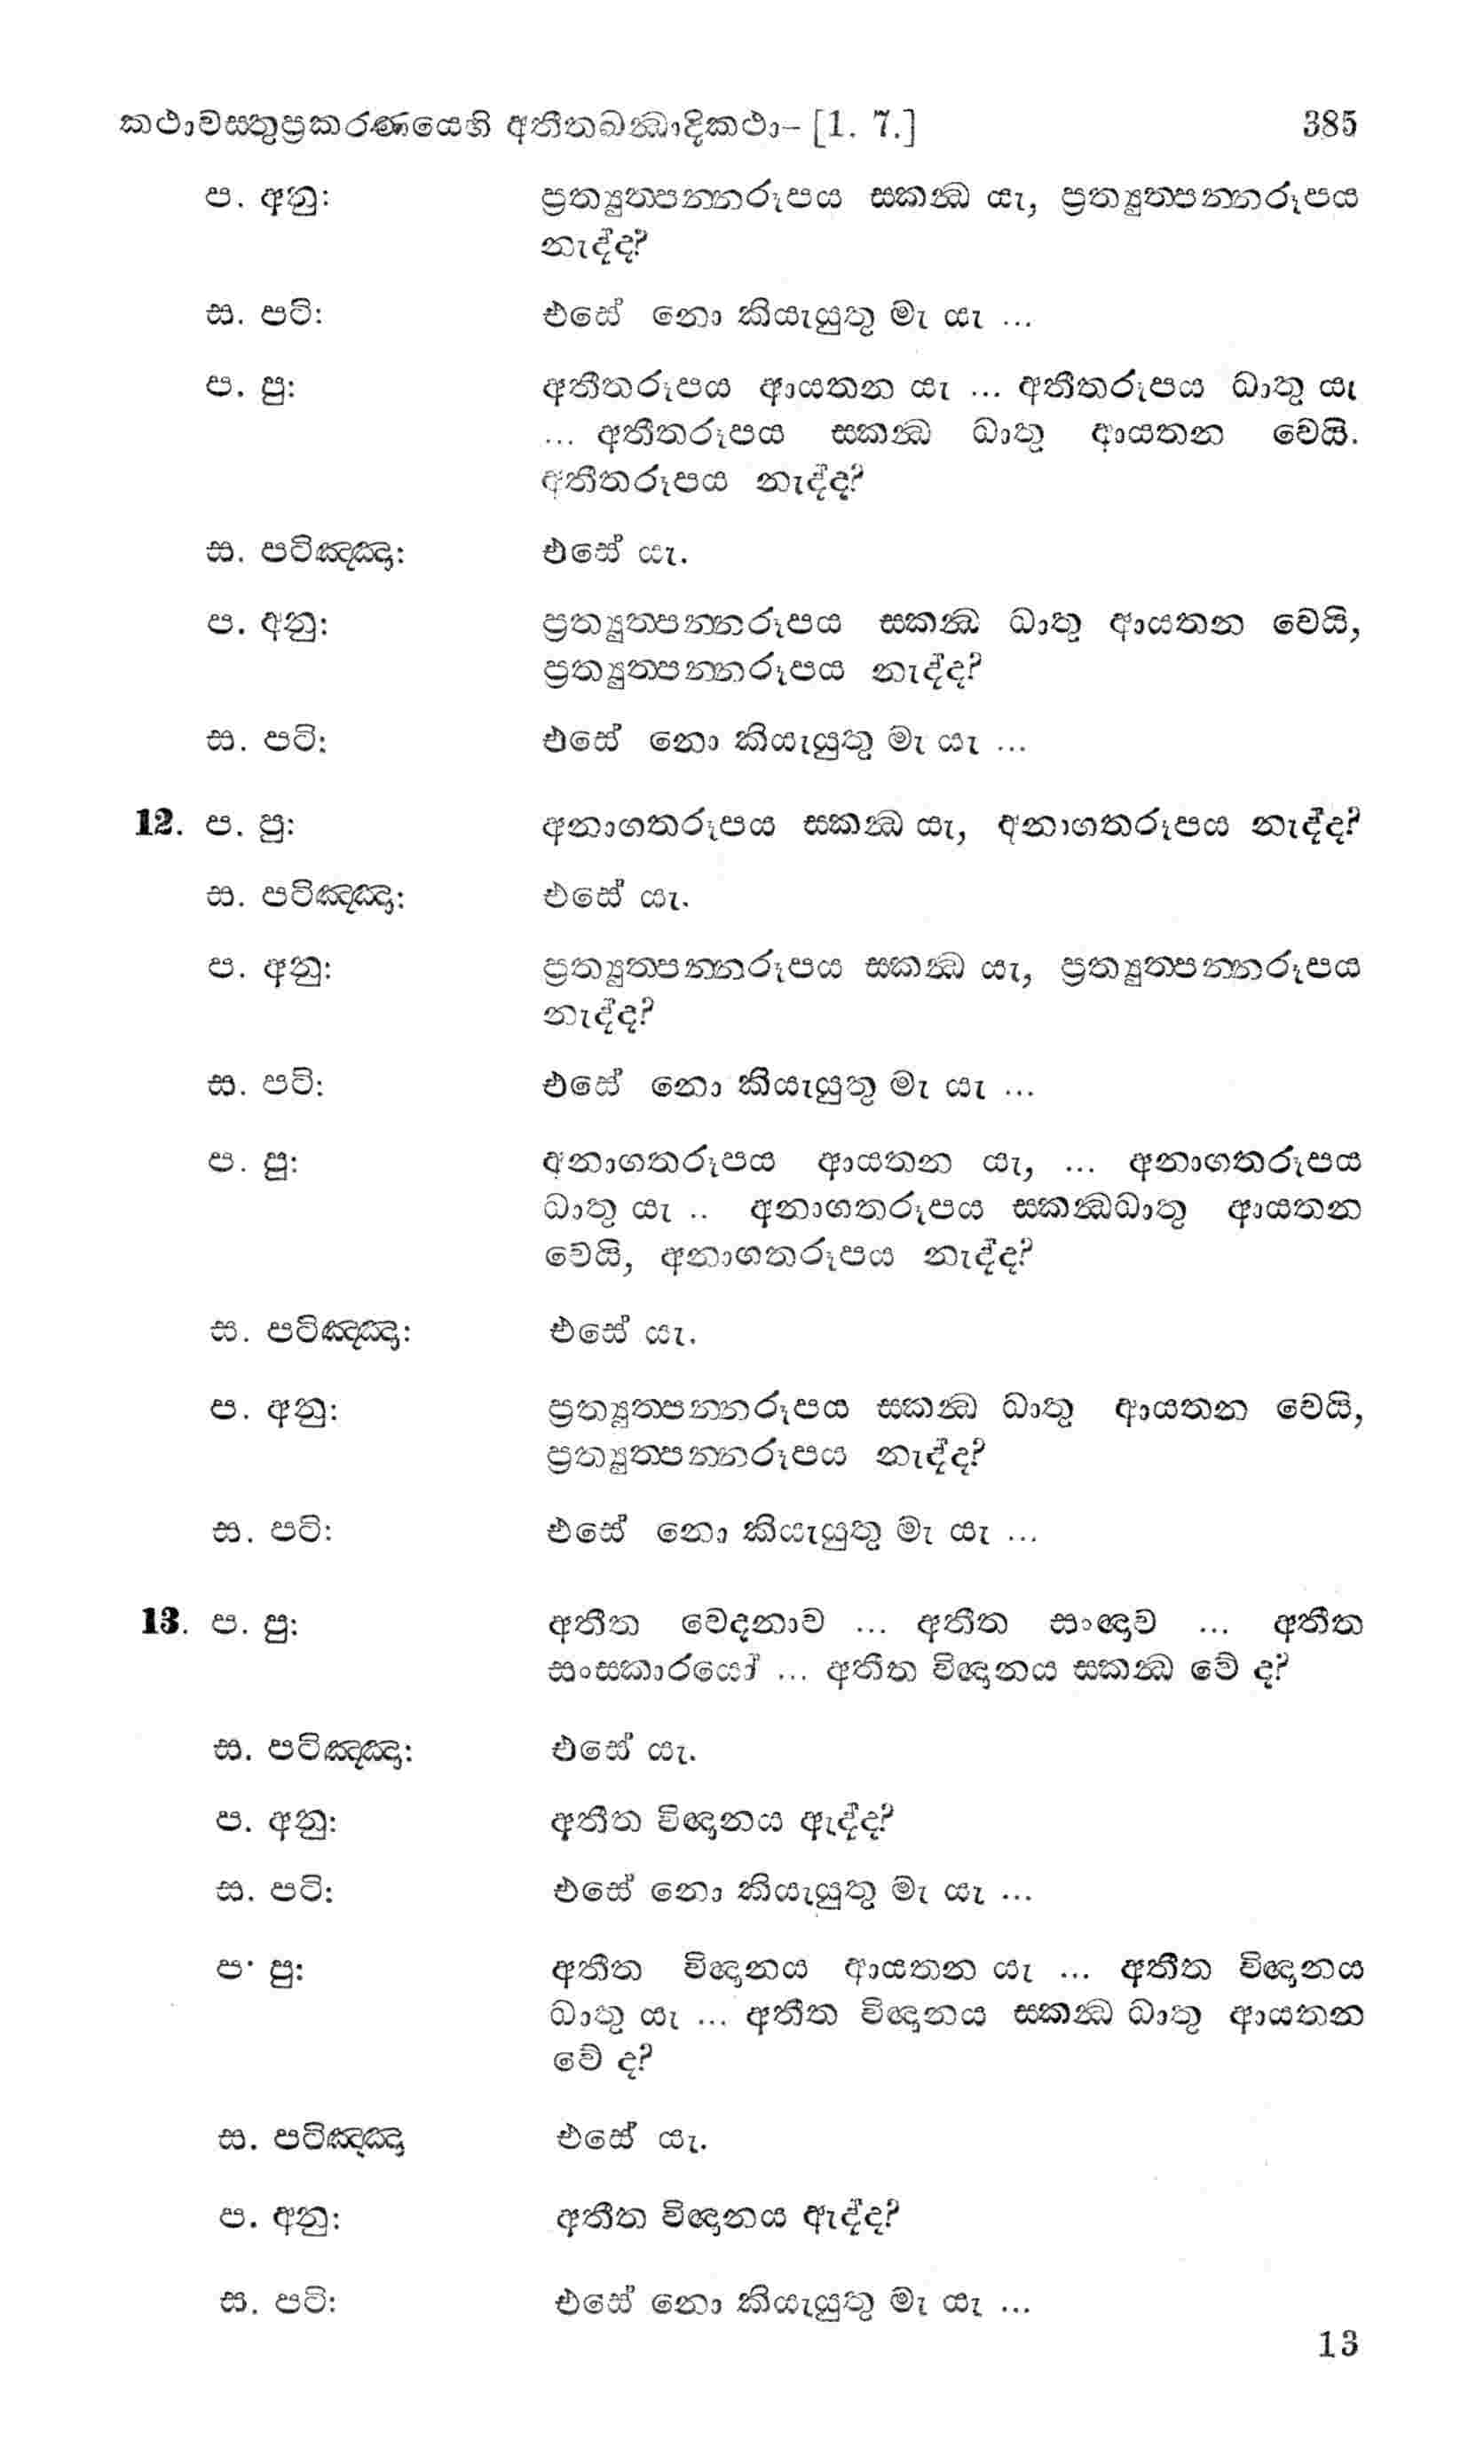 කථාවස්තුප්‍රකරණයෙහි අතීතඛන්‍ධාදිකථා– [1. 7.] 385
ප. අනු: ප්‍රත්‍යුත්පන්නරූපය ස්කන්‍ධ යැ, ප්‍රත්‍යුත්පන්නරූපය
නැද්ද?
ස. පටි: එසේ නො කියැයුතු මැ යැ ...
ප. පු: අතීතරූපය ආයතන යැ ... අතීතරූපය ධාතු යැ
... අතීතරූපය ස්කන්‍ධ ධාතු ආයතන වෙයි.
අතීතරූපය නැද්ද?
ස. පටිඤ්ඤා: එසේ යැ.
ප. අනු: ප්‍රත්‍යුත්පන්නරූපය ස්කන්‍ධ ධාතු ආයතන වෙයි,
ප්‍රත්‍යුත්පන්නරූපය නැද්ද?
ස. පටි: එසේ නො කියැයුතු මැ යැ ...
12. ප. පු: අනාගතරූපය ස්කන්‍ධ යැ, අනාගතරූපය නැද්ද?
ස. පටිඤ්ඤා: එසේ යැ.
ප. අනු: ප්‍රත්‍යුත්පන්නරූපය ස්කන්‍ධ යැ, ප්‍රත්‍යුත්පන්නරූපය
නැද්ද?
ස. පටි: එසේ නො කියැයුතු මැ යැ ...
ප. පු: අනාගතරූපය ආයතන යැ, ... අනාගතරූපය
ධාතු යැ .. අනාගතරූපය ස්කන්‍ධධාතු ආයතන
වෙයි, අනාගතරූපය නැද්ද?
ස. පටිඤ්ඤා: එසේ යැ.
ප. අනු: ප්‍රත්‍යුත්පන්නරූපය ස්කන්‍ධ ධාතු ආයතන වෙයි,
ප්‍රත්‍යුත්පන්නරූපය නැද්ද?
ස. පටි: එසේ නො කියැයුතු මැ යැ ...
13. ප. පු: අතීත වේදනාව ... අතීත සංඥාව ... අතීත
සංස්කාරයෝ ... අතීත විඥානය ස්කන්‍ධ වේ ද?
ස. පටිඤ්ඤා: එසේ යැ.
ප. අනු: අතීත විඥානය ඇද්ද?
ස. පටි: එසේ නො කියැයුතු මැ යැ ...
ප· පු: අතීත විඥානය ආයතන යැ ... අතීත විඥානය
ධාතු යැ ... අතීත විඥානය ස්කන්‍ධ ධාතු ආයතන
වේ ද?
ස. පටිඤ්ඤා එසේ යැ.
ප. අනු: අතීත විඥානය ඇද්ද?
ස. පටි: එසේ නො කියැයුතු මැ යැ ...
13